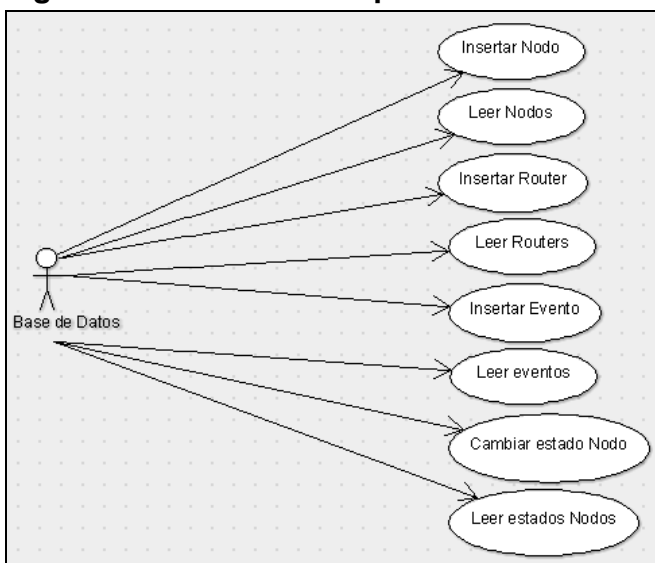 Insertar Nodo
Leer Nodos
Insertar Router
Leer Routers
Base de Datos
Insertar Evento
Leer eventos
Cambiar estado Nodo
Leer estados Nodos